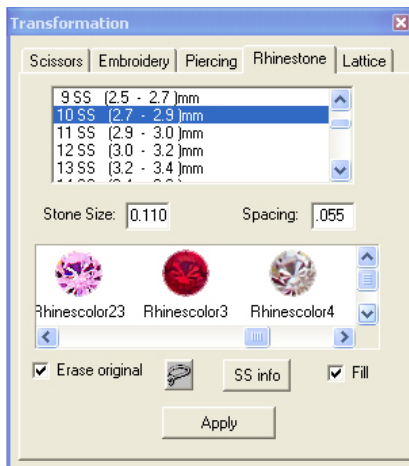 Transformation
Scissors Embroidery Piercing Rhinestone Lattice
9 SS (2.5 - 2.7 )mm
10 SS (2.7 - 2.9 )mm
11 SS (2.9 - 3.0 )mm
12 SS (3.0 - 3.2 )mm
13 SS (3.2 - 3.4 )mm
Stone Size: 0.110 Spacing: .055
Rhinescolor23 Rhinescolor3 Rhinescolor4
Erase original SS info Fill
Apply